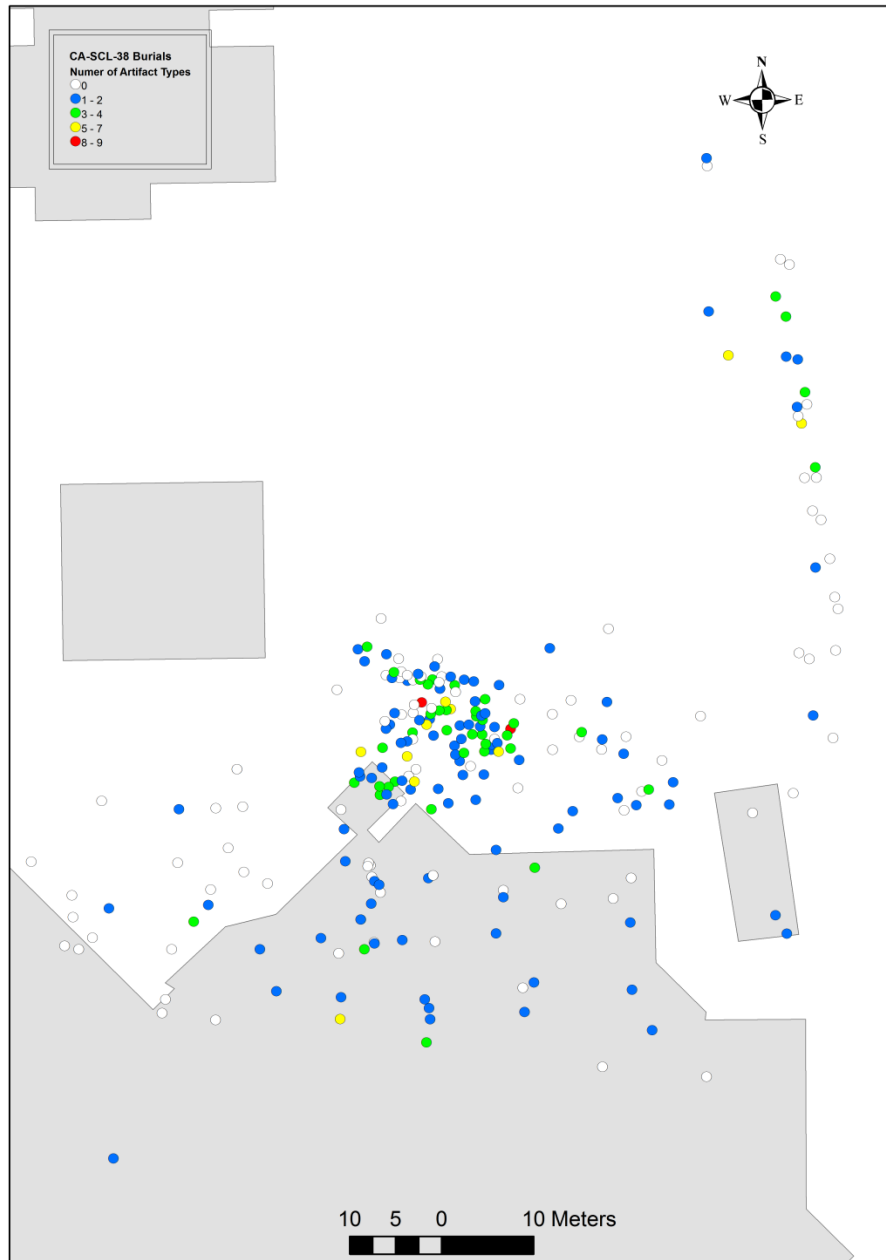 CA-SCL-38 Burials
Numer of Artifact Types
0
1 - 2
3 - 4
5 - 7
8 - 9
N
W E
S
10 5 0 10 Meters